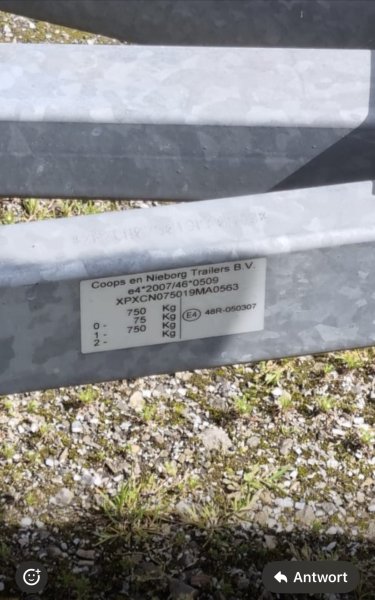 Coops en Nieborg Trailers B.V.
e4*2007/46*0509
XPXCN075019MA0563
750 Kg
0- 75 Kg
1- 750 Kg
2- Kg
E4 48R-050307
Antwort